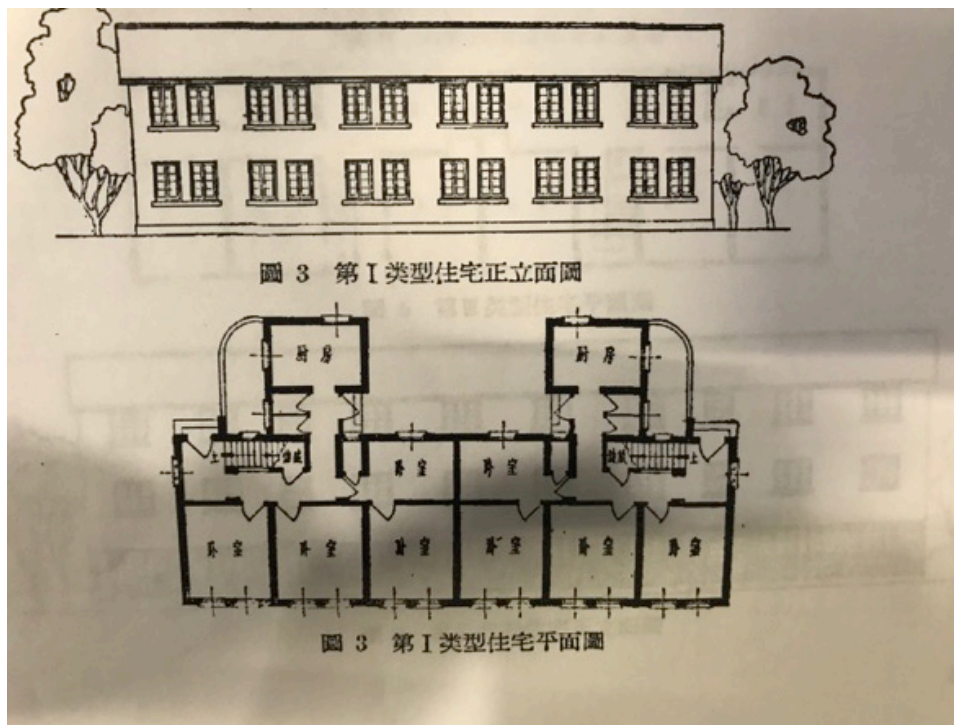 圖 3 第 I 类型住宅正立面圖
厨房 厨房
上 上
卧室 卧室
卧室 卧室 卧室 卧室 卧室 卧室
圖 3 第 I 类型住宅平面圖